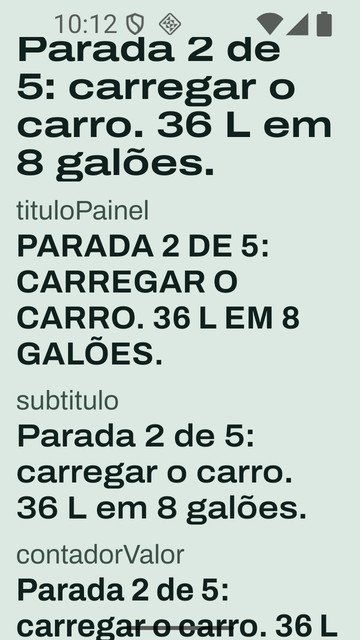 10:12
Parada 2 de
5: carregar o
carro. 36 L em
8 galões.
tituloPainel
PARADA 2 DE 5:
CARREGAR O
CARRO. 36 L EM 8
GALÕES.
subtitulo
Parada 2 de 5:
carregar o carro.
36 L em 8 galões.
contadorValor
Parada 2 de 5:
carregar o carro. 36 L